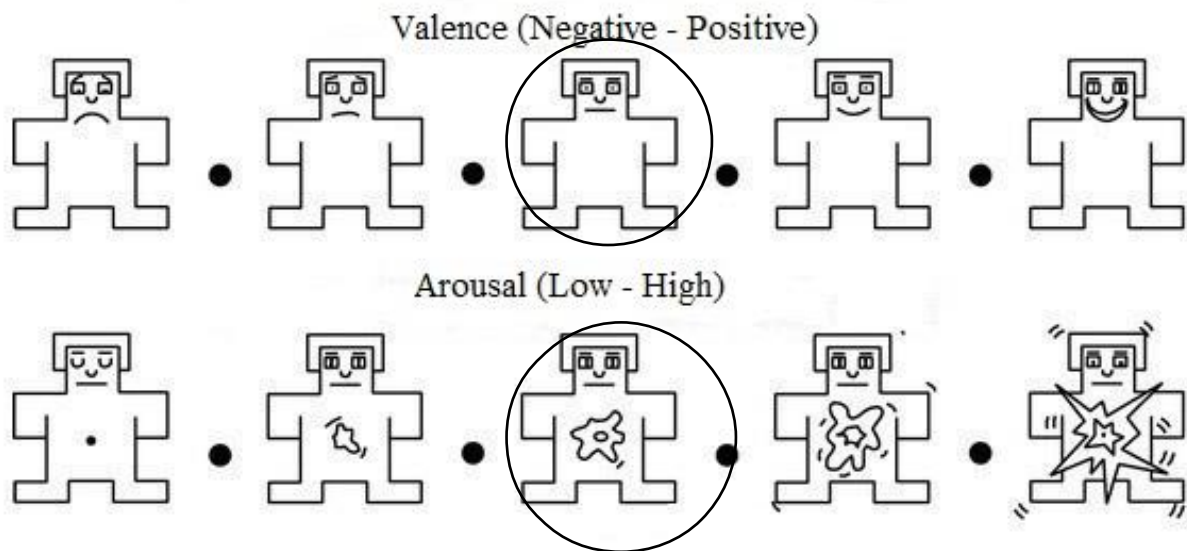 Valence (Negative - Positive)
Arousal (Low - High)